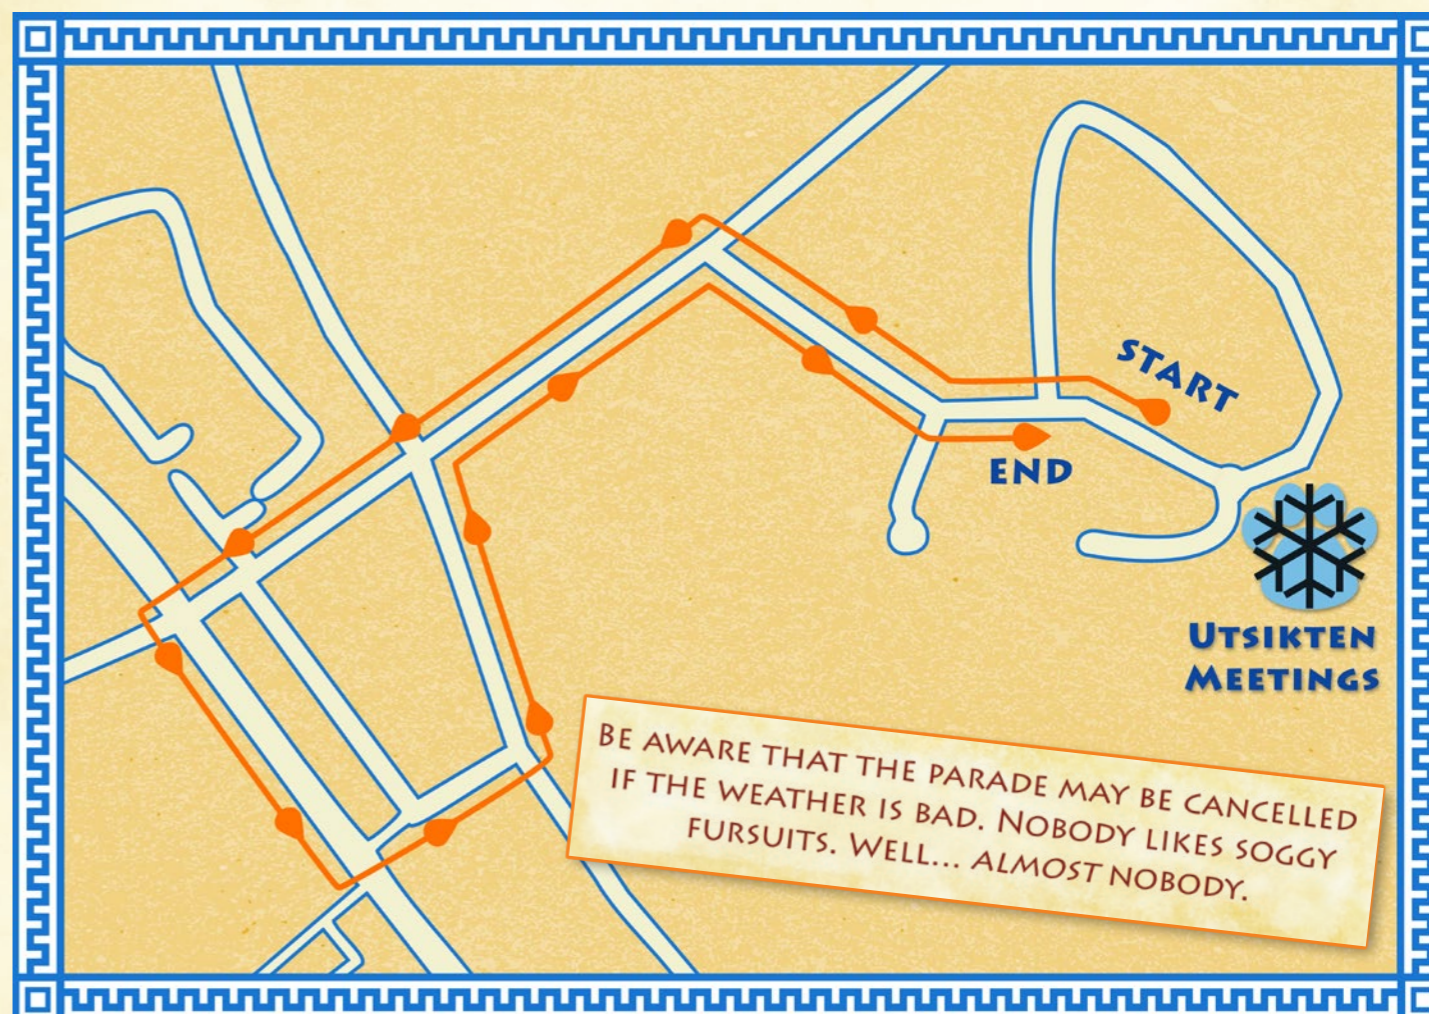 START
END
UTSIKTEN
MEETINGS
BE AWARE THAT THE PARADE MAY BE CANCELLED
IF THE WEATHER IS BAD. NOBODY LIKES SOGGY
FURSUITS. WELL... ALMOST NOBODY.